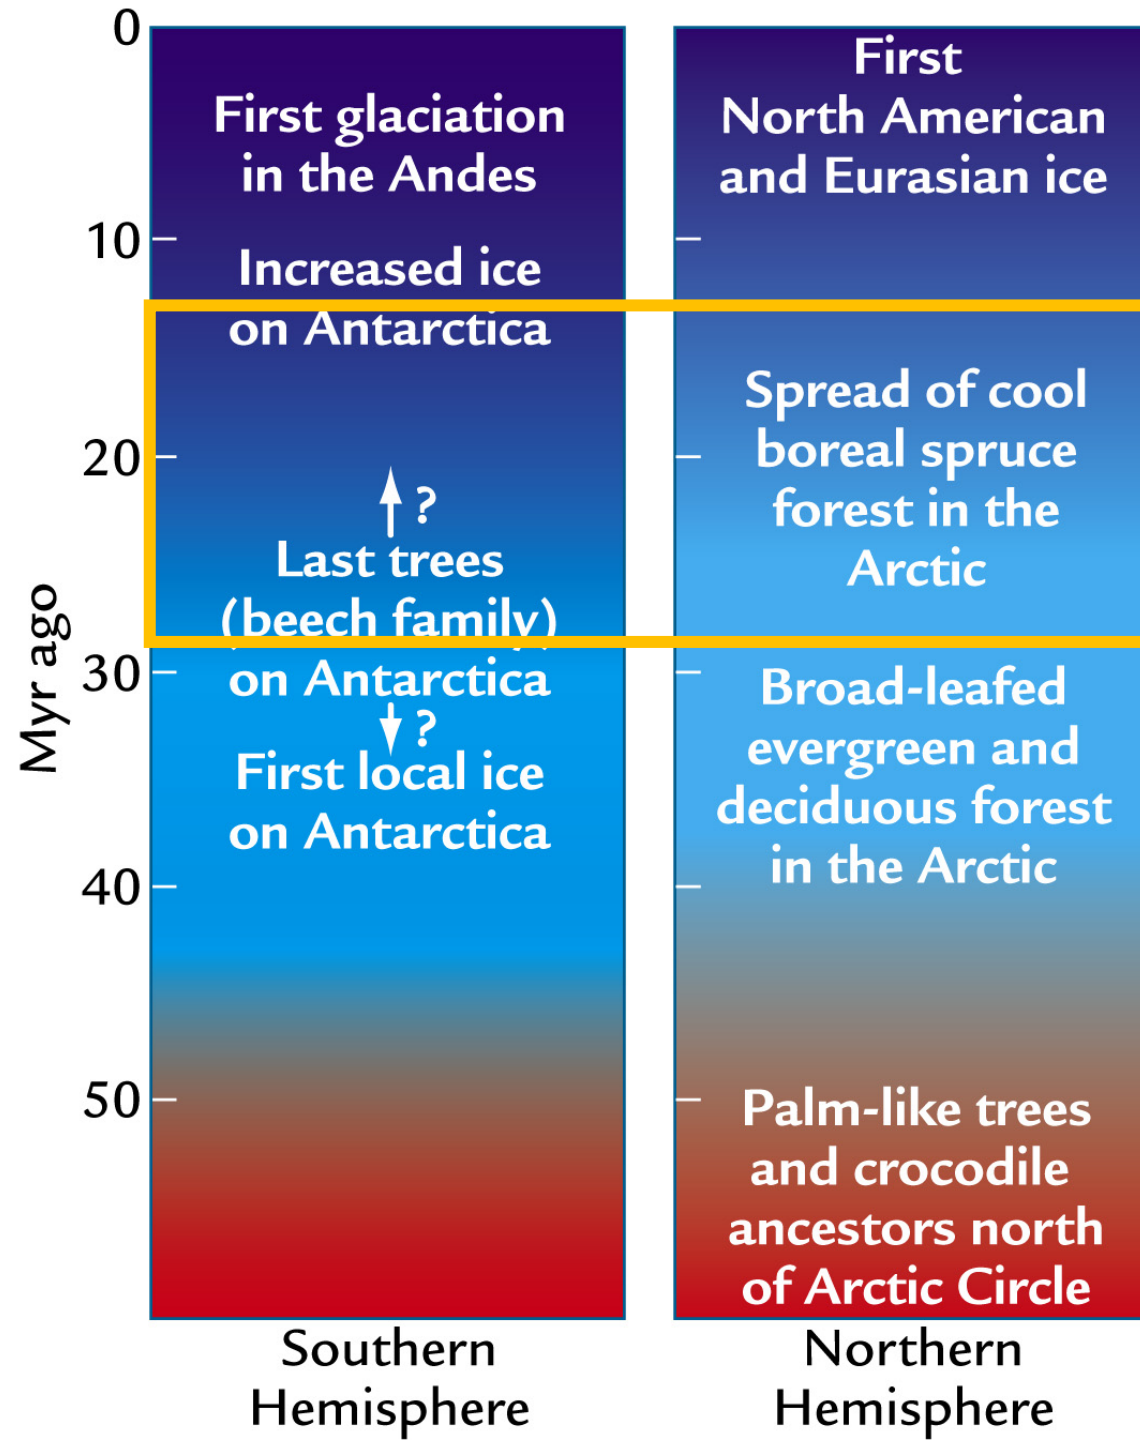 0
10
20
30
40
50
Myr ago
First glaciation
in the Andes
Increased ice
on Antarctica
?
Last trees
(beech family)
on Antarctica
?
First local ice
on Antarctica
Southern
Hemisphere
First
North American
and Eurasian ice
Spread of cool
boreal spruce
forest in the
Arctic
Broad-leafed
evergreen and
deciduous forest
in the Arctic
Palm-like trees
and crocodile
ancestors north
of Arctic Circle
Northern
Hemisphere